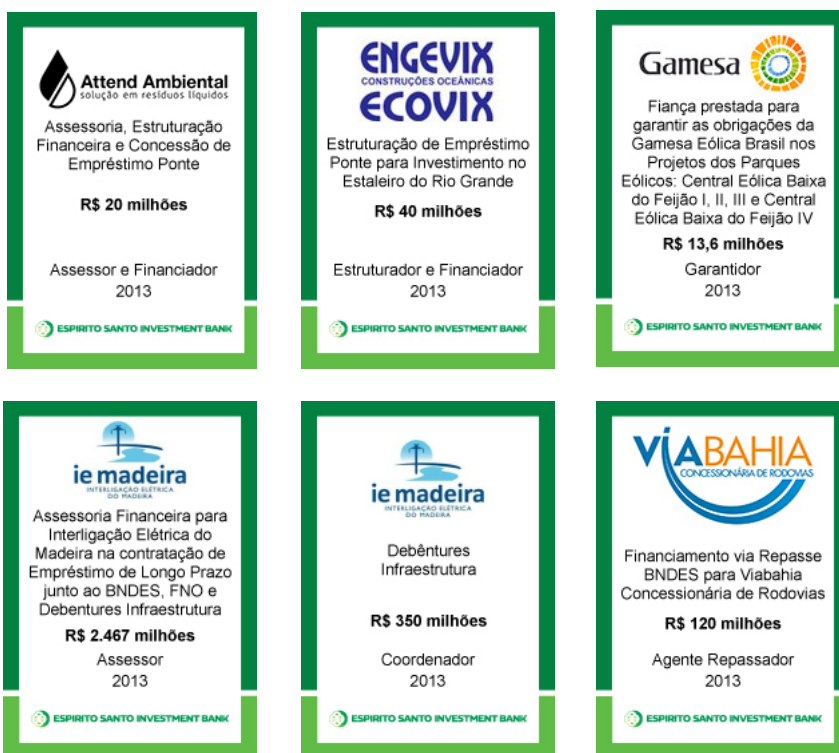 Attend Ambiental
solução em resíduos líquidos
Assessoria, Estruturação
Financeira e Concessão de
Empréstimo Ponte
R$ 20 milhões
Assessor e Financiador
2013
ESPIRITO SANTO INVESTMENT BANK
ENGEVIX
CONSTRUÇÕES OCEÂNICAS
ECOVIX
Estruturação de Empréstimo
Ponte para Investimento no
Estaleiro do Rio Grande
R$ 40 milhões
Estruturador e Financiador
2013
ESPIRITO SANTO INVESTMENT BANK
Gamesa
Fiança prestada para
garantir as obrigações da
Gamesa Eólica Brasil nos
Projetos dos Parques
Eólicos: Central Eólica Baixa
do Feijão I, II, III e Central
Eólica Baixa do Feijão IV
R$ 13,6 milhões
Garantidor
2013
ESPIRITO SANTO INVESTMENT BANK
ie madeira
INTERLIGAÇÃO ELÉTRICA
DO MADEIRA
Assessoria Financeira para
Interligação Elétrica do
Madeira na contratação de
Empréstimo de Longo Prazo
junto ao BNDES, FNO e
Debentures Infraestrutura
R$ 2.467 milhões
Assessor
2013
ESPIRITO SANTO INVESTMENT BANK
ie madeira
INTERLIGAÇÃO ELÉTRICA
DO MADEIRA
Debêntures
Infraestrutura
R$ 350 milhões
Coordenador
2013
ESPIRITO SANTO INVESTMENT BANK
VIABAHIA
CONCESSIONÁRIA DE RODOVIAS
Financiamento via Repasse
BNDES para Viabahia
Concessionária de Rodovias
R$ 120 milhões
Agente Repassador
2013
ESPIRITO SANTO INVESTMENT BANK